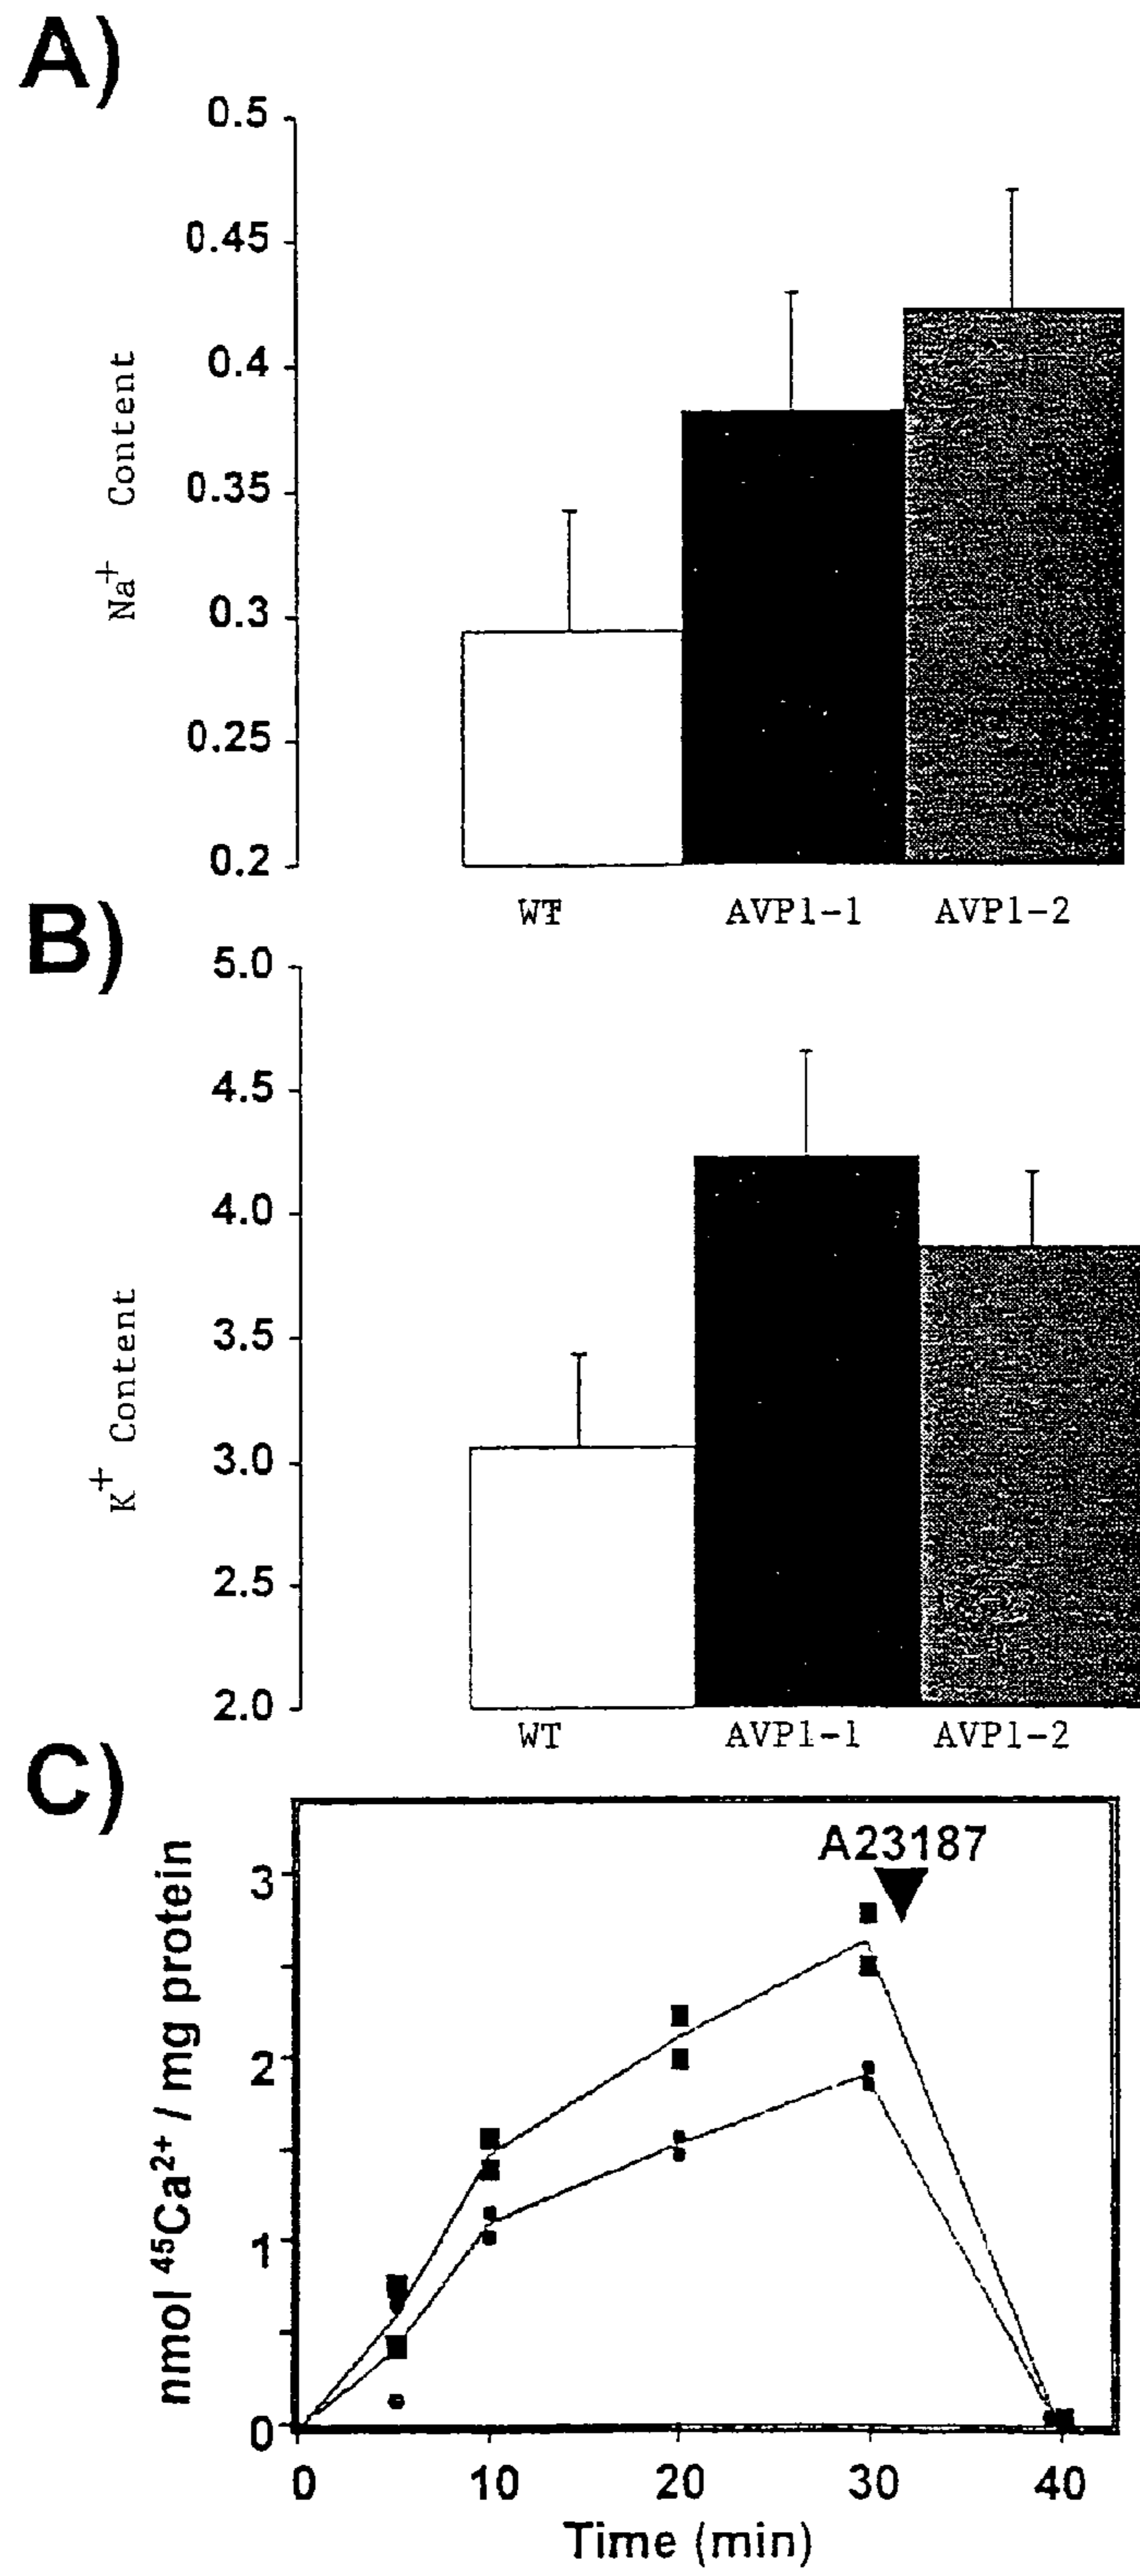 A)
0.5
0.45
0.4
0.35
0.3
0.25
0.2
Na+ Content
WT
AVP1-1
AVP1-2
B)
5.0
4.5
4.0
3.5
3.0
2.5
2.0
K+ Content
WT
AVP1-1
AVP1-2
C)
A23187
3
2
1
0
nmol 45Ca2+ / mg protein
0
10
20
30
40
Time (min)